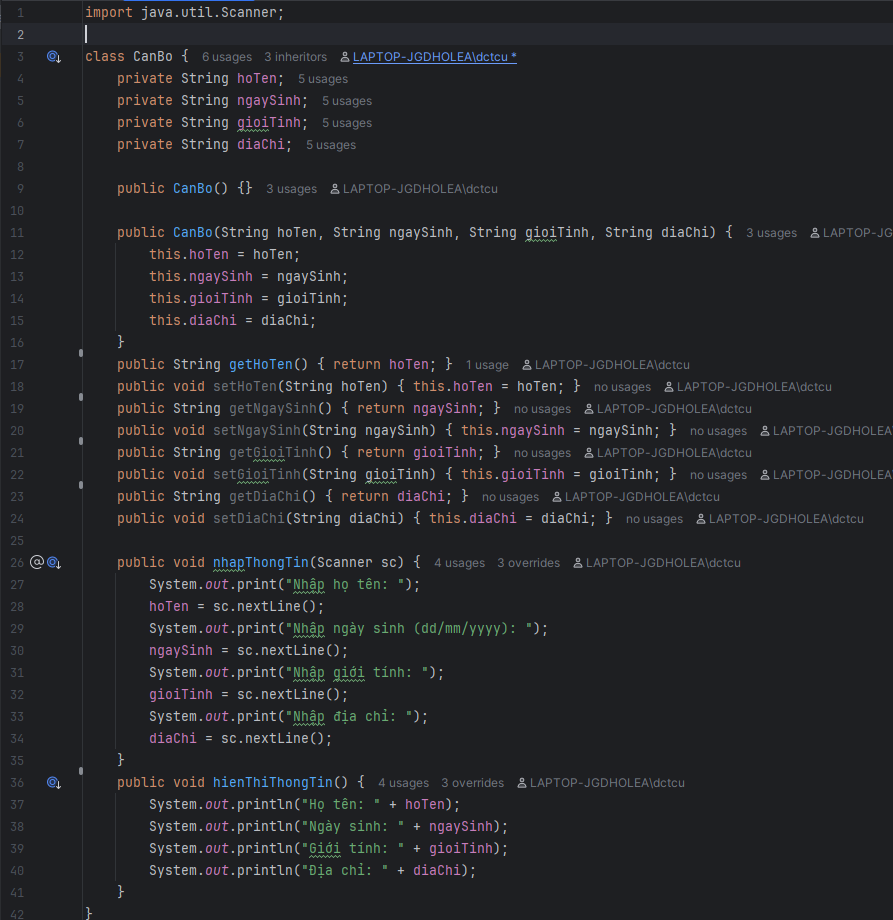 1 import java.util.Scanner;
2
3 class CanBo { 6 usages 3 inheritors LAPTOP-JGDHOLEA\dctcu *
4 private String hoTen; 5 usages
5 private String ngaySinh; 5 usages
6 private String gioiTinh; 5 usages
7 private String diaChi; 5 usages
8
9 public CanBo() {} 3 usages LAPTOP-JGDHOLEA\dctcu
10
11 public CanBo(String hoTen, String ngaySinh, String gioiTinh, String diaChi) { 3 usages LAPTOP-JG
12 this.hoTen = hoTen;
13 this.ngaySinh = ngaySinh;
14 this.gioiTinh = gioiTinh;
15 this.diaChi = diaChi;
16 }
17 public String getHoTen() { return hoTen; } 1 usage LAPTOP-JGDHOLEA\dctcu
18 public void setHoTen(String hoTen) { this.hoTen = hoTen; } no usages LAPTOP-JGDHOLEA\dctcu
19 public String getNgaySinh() { return ngaySinh; } no usages LAPTOP-JGDHOLEA\dctcu
20 public void setNgaySinh(String ngaySinh) { this.ngaySinh = ngaySinh; } no usages LAPTOP-JGDHOLEA
21 public String getGioiTinh() { return gioiTinh; } no usages LAPTOP-JGDHOLEA\dctcu
22 public void setGioiTinh(String gioiTinh) { this.gioiTinh = gioiTinh; } no usages LAPTOP-JGDHOLEA
23 public String getDiaChi() { return diaChi; } no usages LAPTOP-JGDHOLEA\dctcu
24 public void setDiaChi(String diaChi) { this.diaChi = diaChi; } no usages LAPTOP-JGDHOLEA\dctcu
25
26 public void nhapThongTin(Scanner sc) { 4 usages 3 overrides LAPTOP-JGDHOLEA\dctcu
27 System.out.print("Nhập họ tên: ");
28 hoTen = sc.nextLine();
29 System.out.print("Nhập ngày sinh (dd/mm/yyyy): ");
30 ngaySinh = sc.nextLine();
31 System.out.print("Nhập giới tính: ");
32 gioiTinh = sc.nextLine();
33 System.out.print("Nhập địa chỉ: ");
34 diaChi = sc.nextLine();
35 }
36 public void hienThiThongTin() { 4 usages 3 overrides LAPTOP-JGDHOLEA\dctcu
37 System.out.println("Họ tên: " + hoTen);
38 System.out.println("Ngày sinh: " + ngaySinh);
39 System.out.println("Giới tính: " + gioiTinh);
40 System.out.println("Địa chỉ: " + diaChi);
41 }
42 }